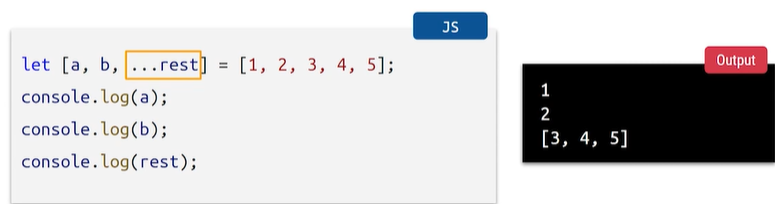 JS
let [a, b, ...rest] = [1, 2, 3, 4, 5];
console.log(a);
console.log(b);
console.log(rest);
Output
1
2
[3, 4, 5]